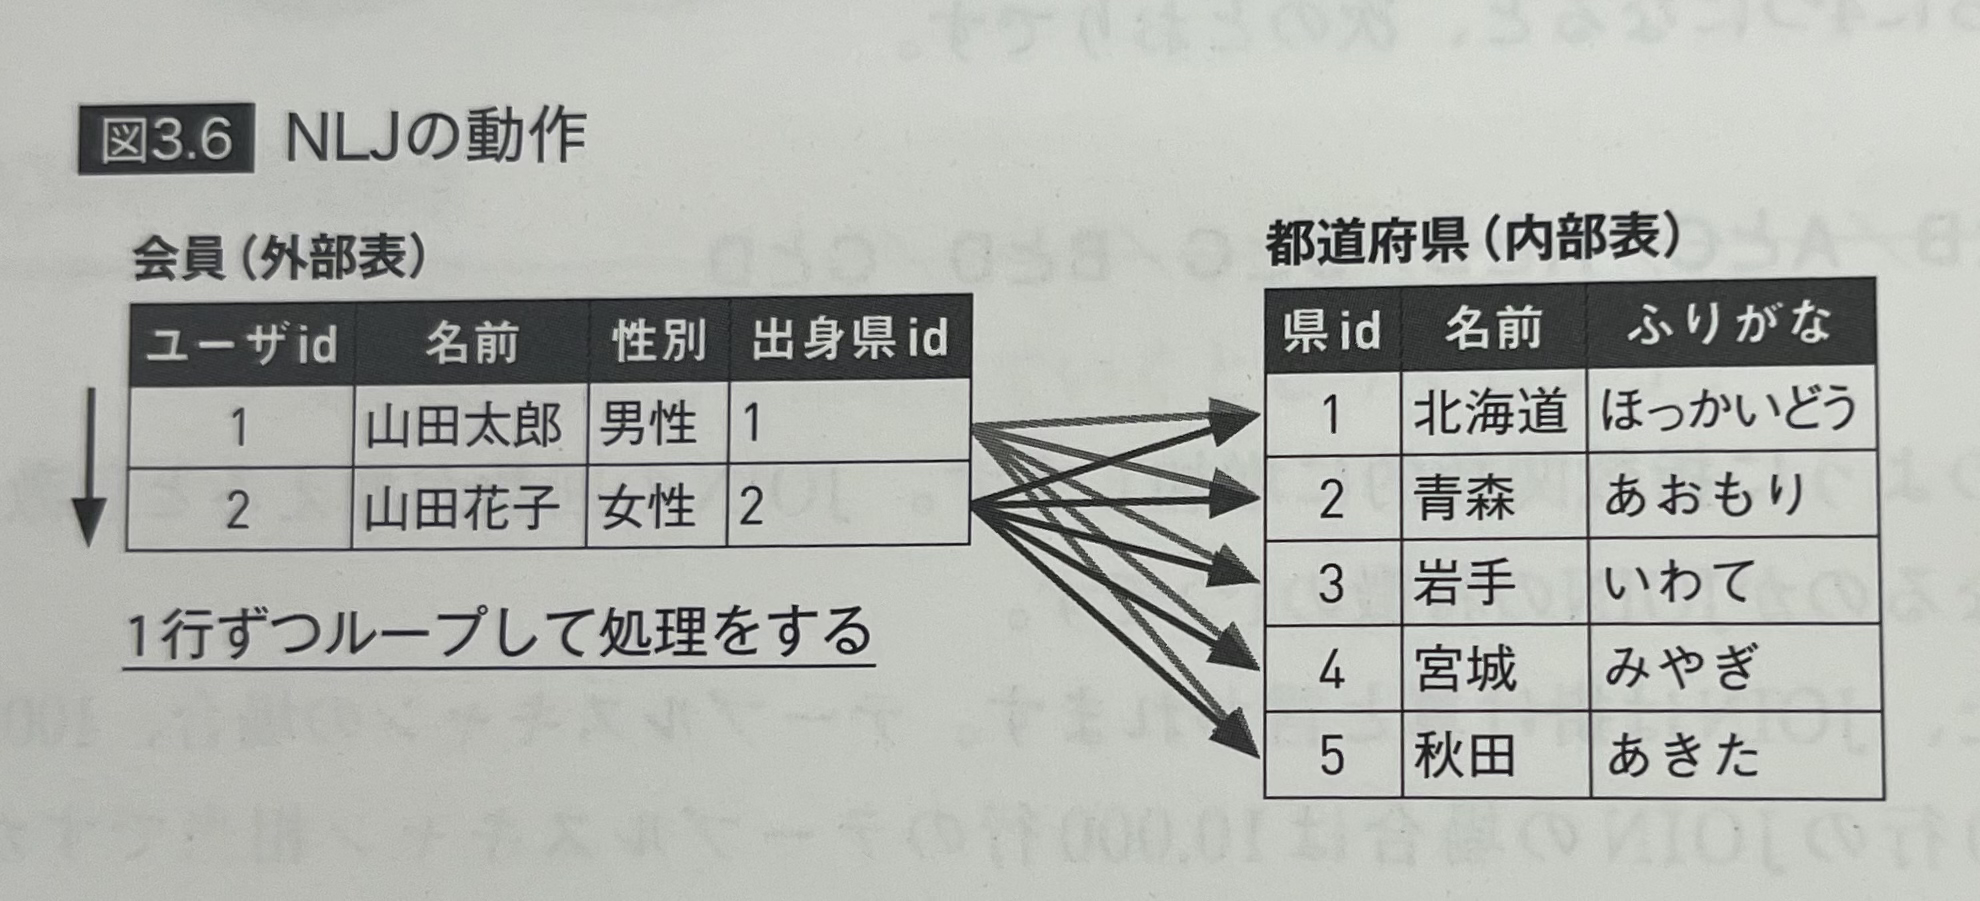 図3.6 NLJの動作
会員（外部表）
ユーザid 名前 性別 出身県id
1 山田太郎 男性 1
2 山田花子 女性 2
1行ずつループして処理をする
都道府県（内部表）
県id 名前 ふりがな
1 北海道 ほっかいどう
2 青森 あおもり
3 岩手 いわて
4 宮城 みやぎ
5 秋田 あきた